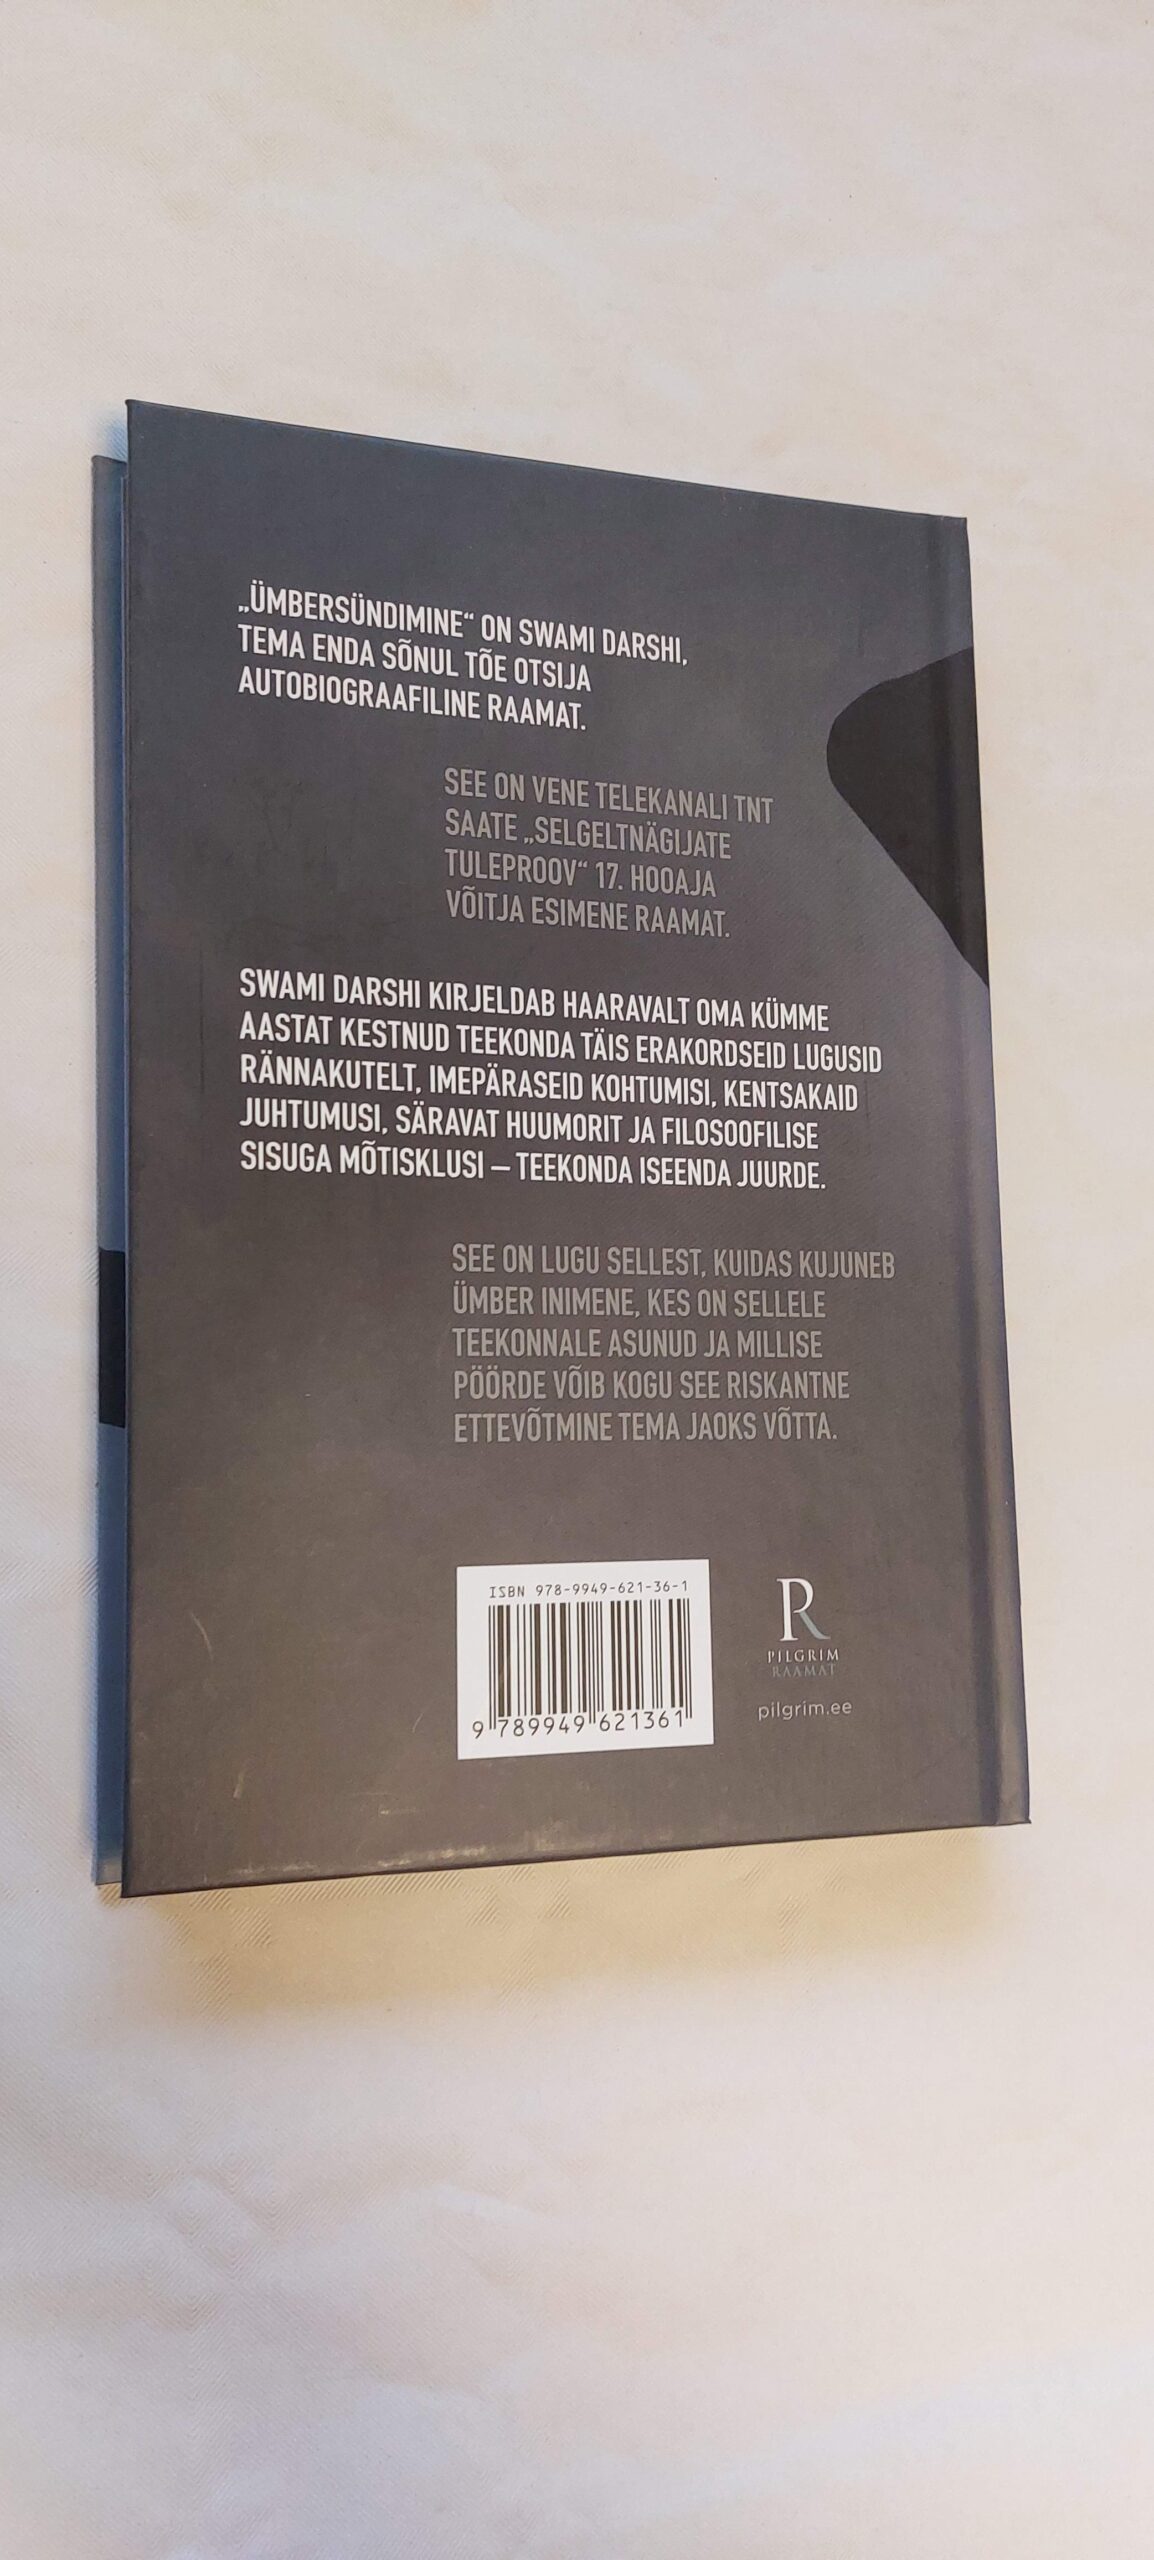 „ÜMBERSÜNDIMINE“ ON SWAMI DARSHI,
TEMA ENDA SÕNUL TÕE OTSIJA
AUTOBIOGRAAFILINE RAAMAT.
SEE ON VENE TELEKANALI TNT
SAATE „SELGELTNÄGIJATE
TULEPROOV“ 17. HOOAJA
VÕITJA ESIMENE RAAMAT.
SWAMI DARSHI KIRJELDAB HAARAVALT OMA KÜMME
AASTAT KESTNUD TEEKONDA TÄIS ERAKORDSEID LUGUSID
RÄNNAKUTELT, IMEPÄRASEID KOHTUMISI, KENTSAKAID
JUHTUMUSI, SÄRAVAT HUUMORIT JA FILOSOOFILISE
SISUGA MÕTISKLUSI – TEEKONDA ISEENDA JUURDE.
SEE ON LUGU SELLEST, KUIDAS KUJUNEB
ÜMBER INIMENE, KES ON SELLELE
TEEKONNALE ASUNUD JA MILLISE
PÖÖRDE VÕIB KOGU SEE RISKANTNE
ETTEVÕTMINE TEMA JAOKS VÕTTA.
ISBN 978-9949-621-36-1
9 789949 621361
PR
PILGRIM
RAAMAT
pilgrim.ee